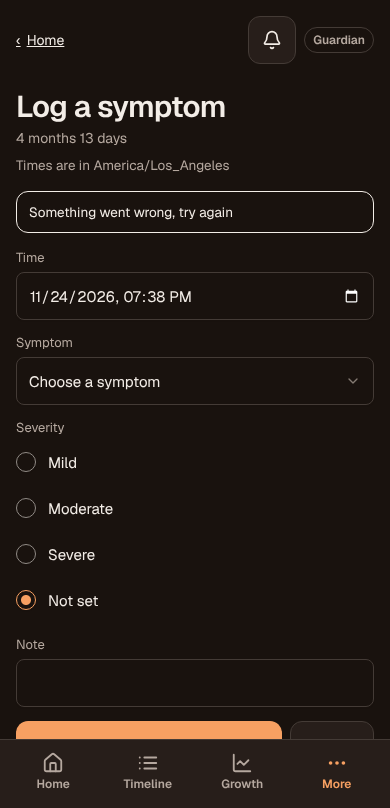 ‹ Home
Guardian
Log a symptom
4 months 13 days
Times are in America/Los_Angeles
Something went wrong, try again
Time
11/24/2026, 07:38 PM
Symptom
Choose a symptom
Severity
Mild
Moderate
Severe
Not set
Note
Home
Timeline
Growth
More